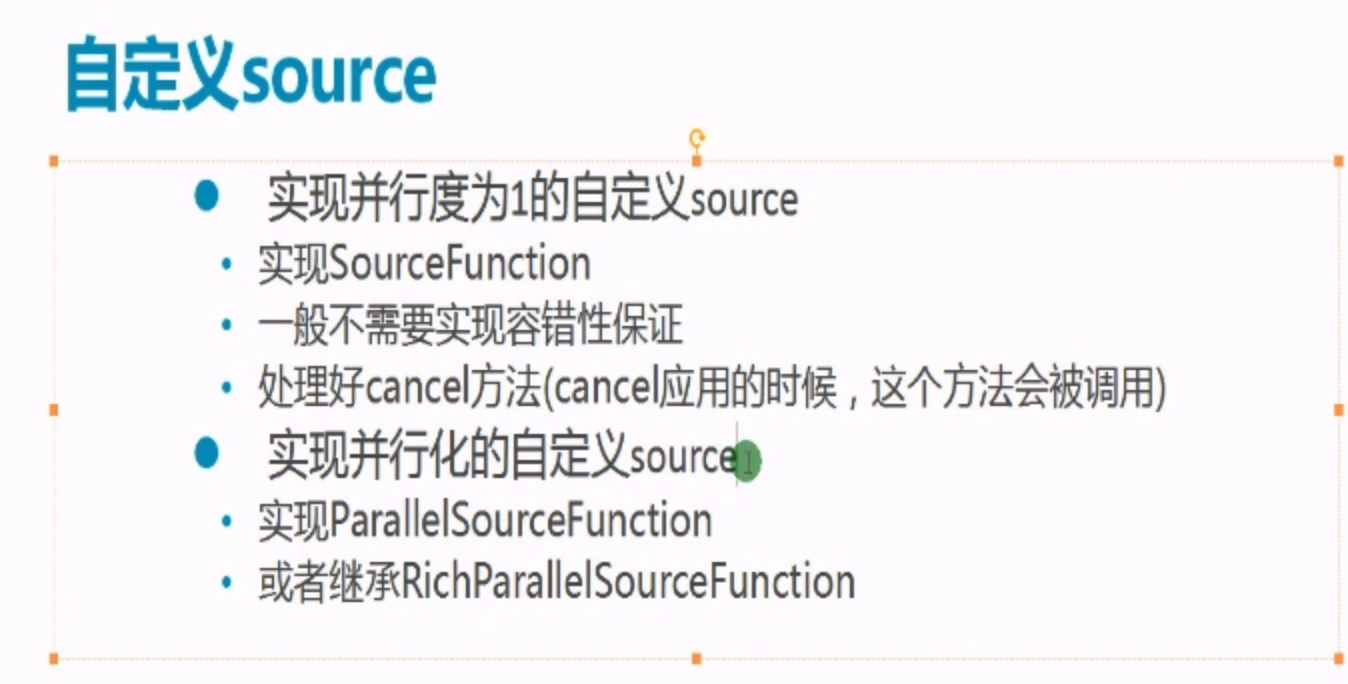 自定义source
实现并行度为1的自定义source
实现SourceFunction
一般不需要实现容错性保证
处理好cancel方法(cancel应用的时候，这个方法会被调用)
实现并行化的自定义source
实现ParallelSourceFunction
或者继承RichParallelSourceFunction